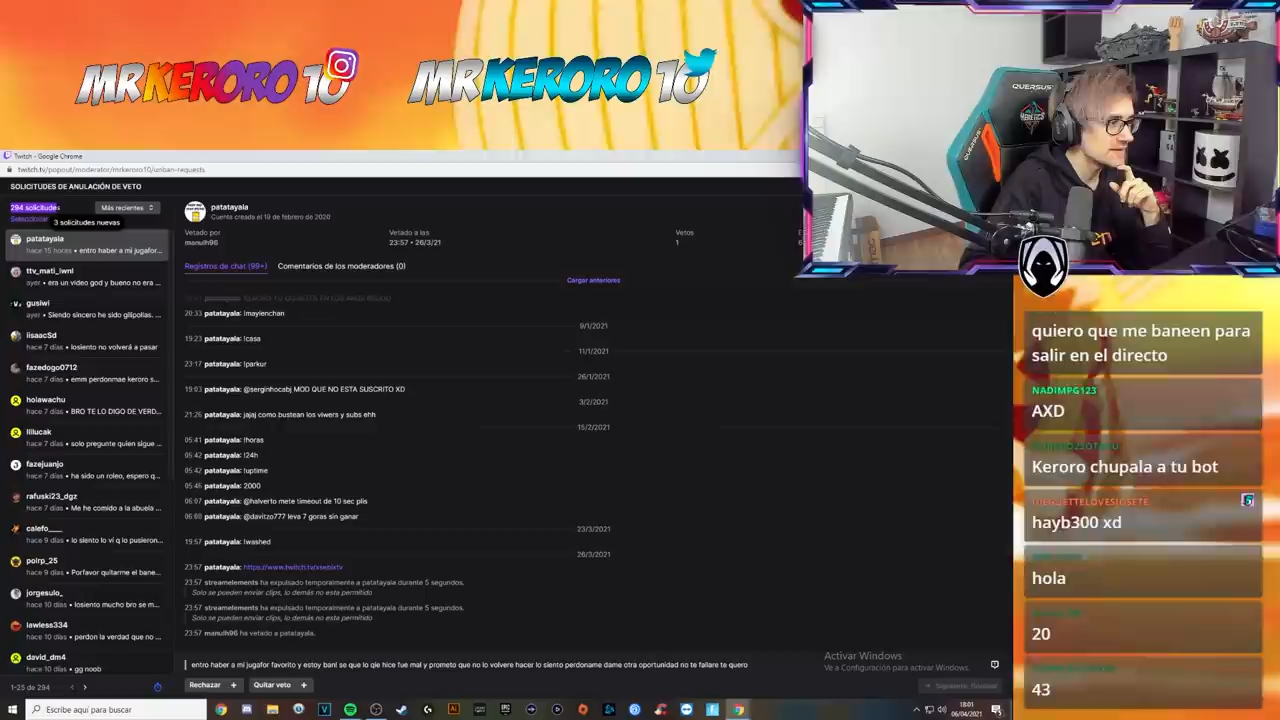 MRKERORO10
MRKERORO10
Twitch - Google Chrome
twitch.tv/popout/moderator/mrkeroro10/unban-requests
SOLICITUDES DE ANULACIÓN DE VETO
294 solicitudes
Más recientes
Seleccionar
3 solicitudes nuevas
patatayala
hace 15 horas • entro haber a mi jugafor...
ttv_mati_lwnl
ayer • era un video god y bueno no era ...
gusiwi
ayer • Siendo sincero he sido gilipollas. ...
iisaacSd
hace 7 días • losiento no volverá a pasar
fazedogo0712
hace 7 días • emm perdonmae keroro s...
holawachu
hace 7 días • BRO TE LO DIGO DE VERD...
lilucak
hace 7 días • solo pregunte quien sigue ...
fazejuanjo
hace 7 días • ha sido un roleo, espero q...
rafuski23_dgz
hace 7 días • Me he comido a la abuela ...
calefo____
hace 9 días • lo siento lo ví q lo pusieron...
polrp_25
hace 9 días • Porfavor quitarme el bane...
jorgesulo_
hace 10 días • losiento mucho bro se m...
lawless334
hace 10 días • perdon la verdad que no ...
david_dm4
hace 10 días • gg noob
1-25 de 294
patatayala
Cuenta creada el 19 de febrero de 2020
Vetado por
manulh96
Vetado a las
23:57 • 26/3/21
Vetos
1
Registros de chat (99+)
Comentarios de los moderadores (0)
Cargar anteriores
20:33 patatayala: !mayienchan
9/1/2021
19:23 patatayala: !casa
11/1/2021
23:17 patatayala: !parkur
26/1/2021
19:03 patatayala: @serginhocabj MOD QUE NO ESTA SUSCRITO XD
3/2/2021
21:26 patatayala: jajaj como bustean los viwers y subs ehh
15/2/2021
05:41 patatayala: !horas
05:42 patatayala: !24h
05:42 patatayala: !uptime
05:46 patatayala: 2000
06:07 patatayala: @halverto mete timeout de 10 sec plis
06:08 patatayala: @davitzo777 leva 7 goras sin ganar
23/3/2021
19:57 patatayala: !washed
26/3/2021
23:57 patatayala: https://www.twitch.tv/xsenixtv
23:57 streamelements ha expulsado temporalmente a patatayala durante 5 segundos.
Solo se pueden enviar clips, lo demás no esta permitido
23:57 streamelements ha expulsado temporalmente a patatayala durante 5 segundos.
Solo se pueden enviar clips, lo demás no esta permitido
23:57 manulh96 ha vetado a patatayala.
entro haber a mi jugafor favorito y estoy banl se que lo qie hice fue mal y prometo que no lo volvere hacer lo siento perdoname dame otra oportunidad no te fallare te quero
Rechazar +
Quitar veto +
Activar Windows
Ve a Configuración para activar Windows.
QUERSUS
HERETICS
QUERSUS
quiero que me baneen para
salir en el directo
NADIMPG123
AXD
Keroro chupala a tu bot
hayb300 xd
hola
20
43
Escribe aquí para buscar
18:01
06/04/2021